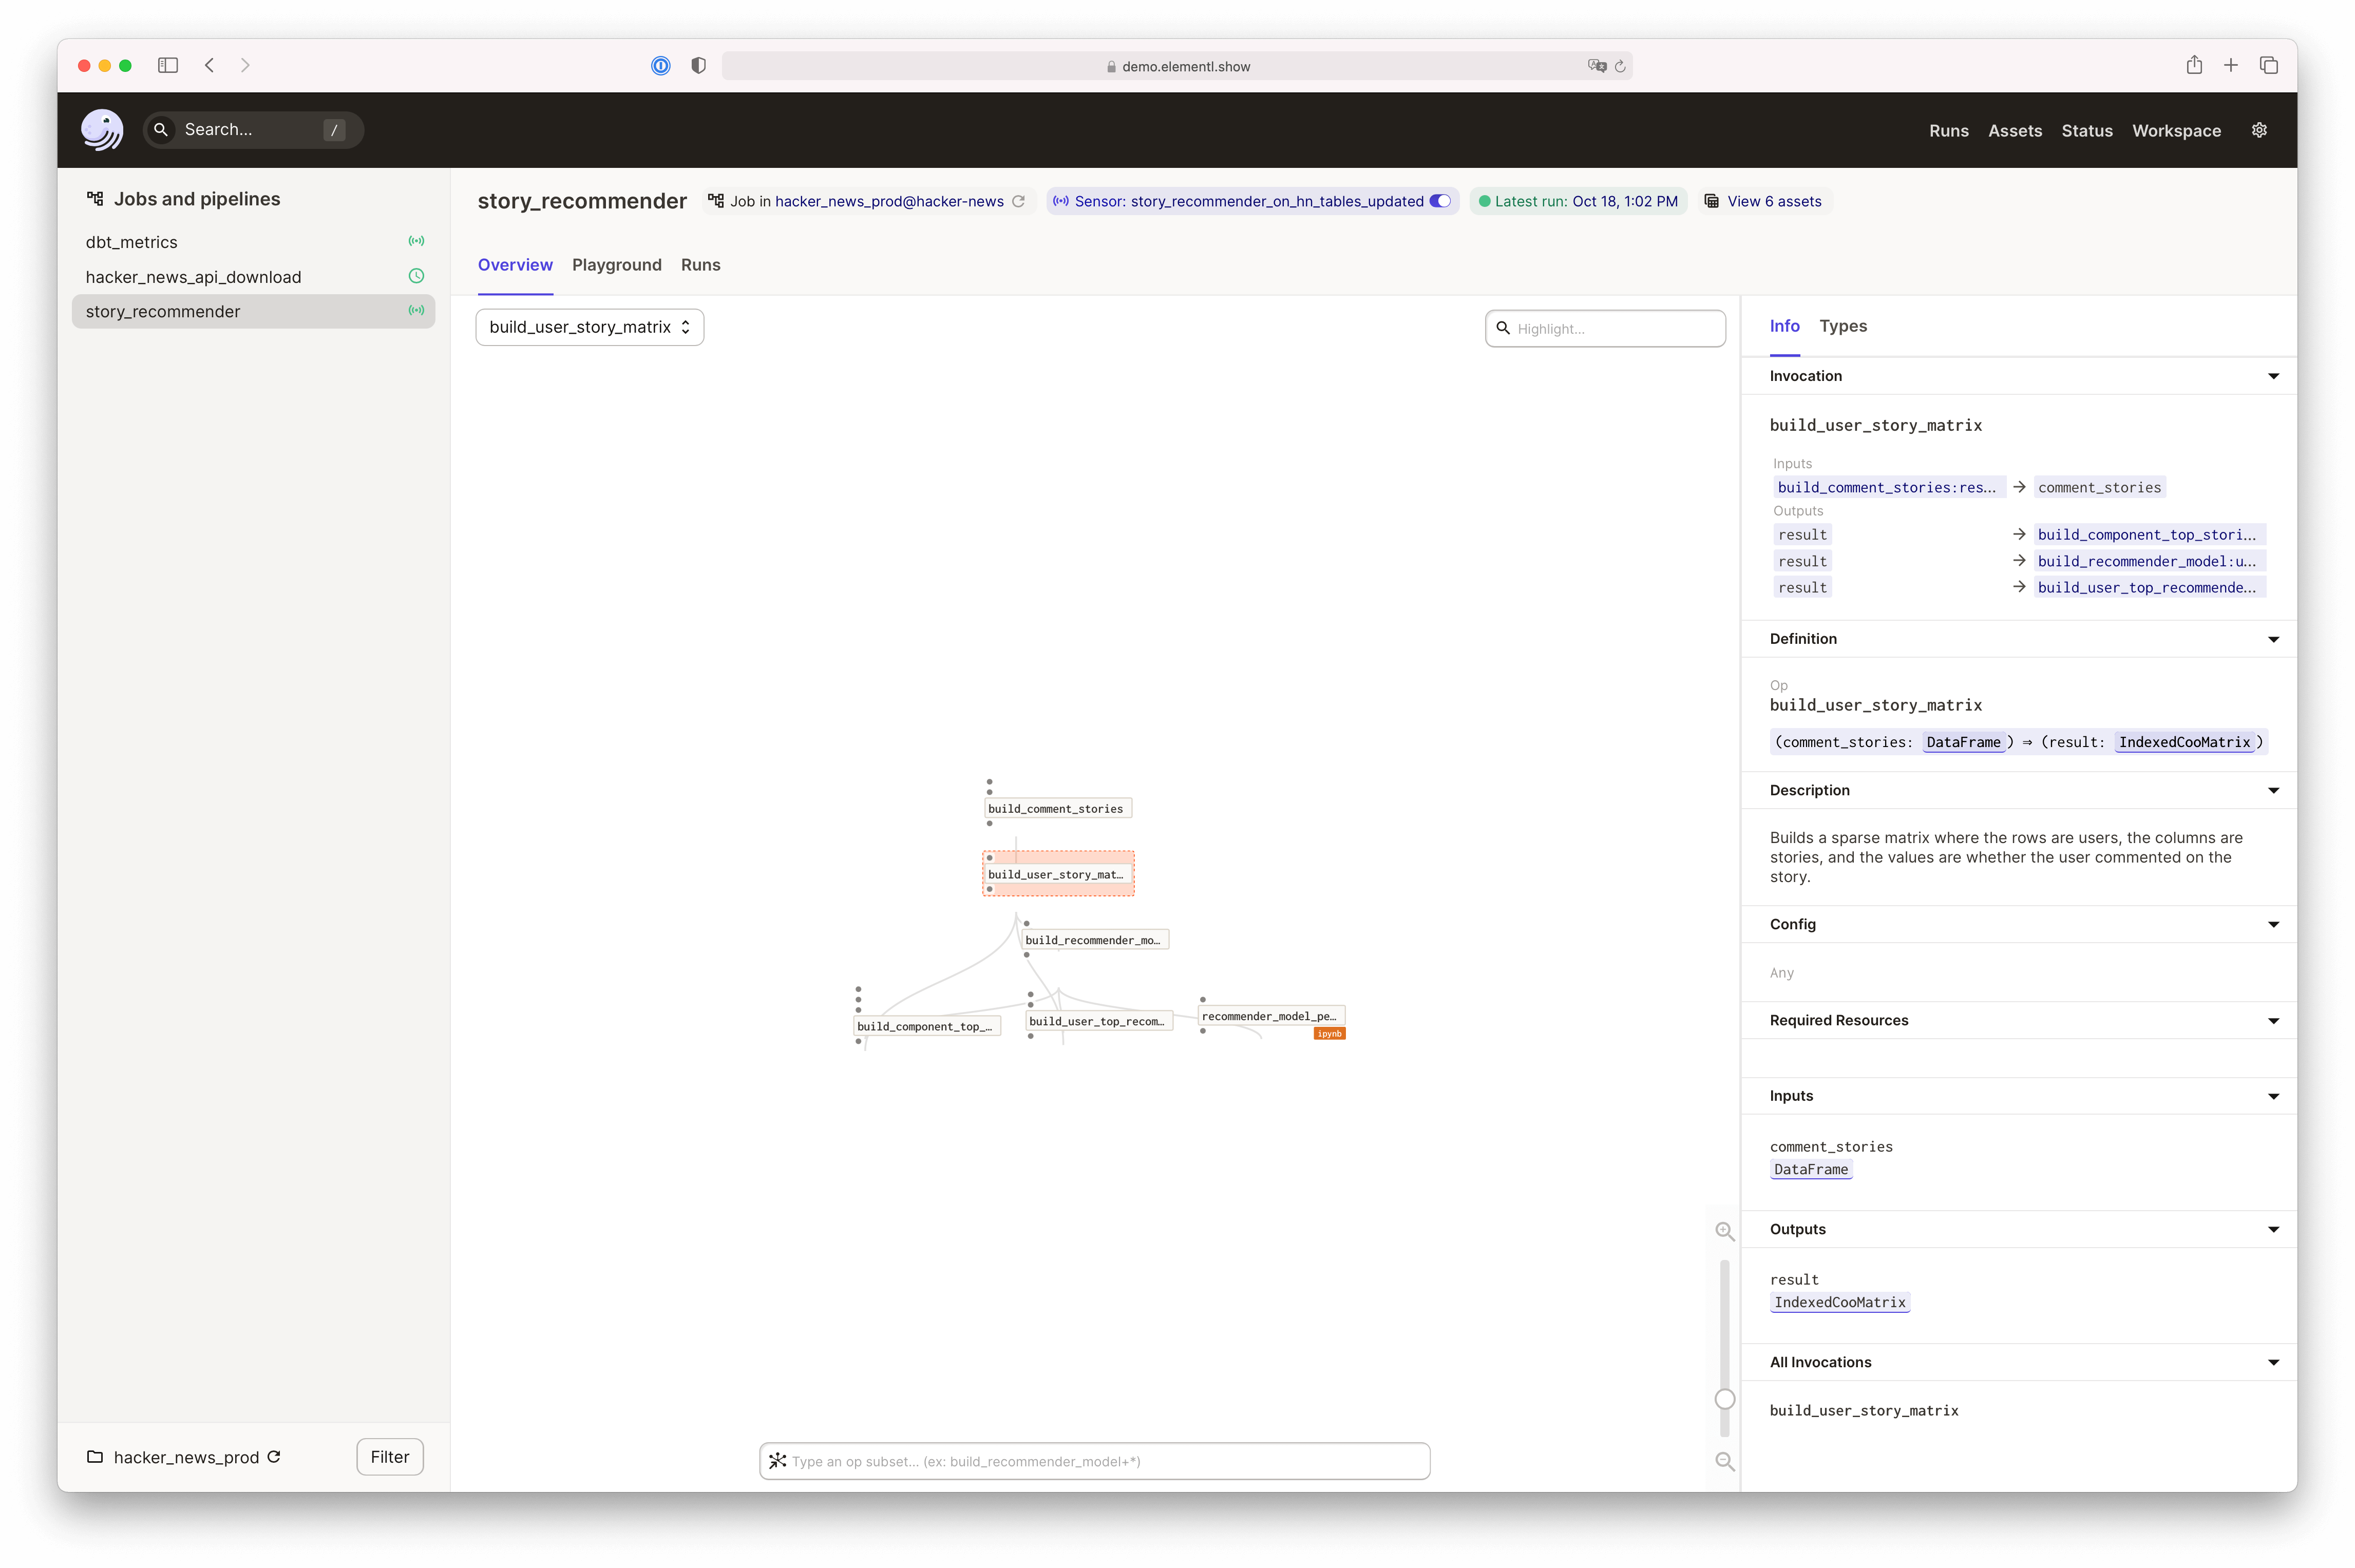 demo.elementl.show
Search... /
Runs Assets Status Workspace
Jobs and pipelines
dbt_metrics
hacker_news_api_download
story_recommender
hacker_news_prod Filter
story_recommender Job in hacker_news_prod@hacker-news Sensor: story_recommender_on_hn_tables_updated Latest run: Oct 18, 1:02 PM View 6 assets
Overview Playground Runs
build_user_story_matrix Highlight...
build_comment_stories
build_user_story_mat...
build_recommender_mo...
build_component_top_... build_user_top_recom... recommender_model_pe...
ipynb
Type an op subset... (ex: build_recommender_model+*)
Info Types
Invocation
build_user_story_matrix
Inputs
build_comment_stories:res... → comment_stories
Outputs
result → build_component_top_stori...
result → build_recommender_model:u...
result → build_user_top_recommende...
Definition
Op
build_user_story_matrix
(comment_stories: DataFrame) ⇒ (result: IndexedCooMatrix)
Description
Builds a sparse matrix where the rows are users, the columns are
stories, and the values are whether the user commented on the
story.
Config
Any
Required Resources
Inputs
comment_stories
DataFrame
Outputs
result
IndexedCooMatrix
All Invocations
build_user_story_matrix